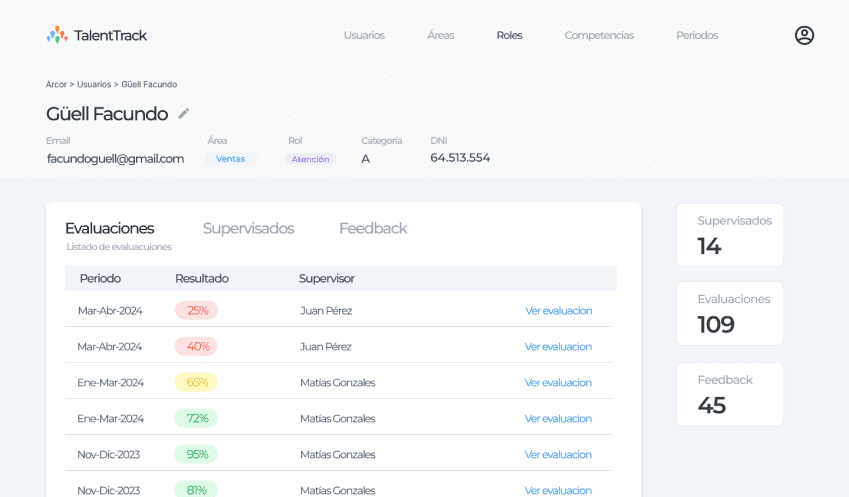 TalentTrack Usuarios Áreas Roles Competencias Periodos
Arcor > Usuarios > Güell Facundo
Güell Facundo
Email Área Rol Categoría DNI
facundoguell@gmail.com Ventas Atención A 64.513.554
Evaluaciones Supervisados Feedback
Listado de evaluacuiones
Periodo Resultado Supervisor
Mar-Abr-2024 25% Juan Pérez Ver evaluacion
Mar-Abr-2024 40% Juan Pérez Ver evaluacion
Ene-Mar-2024 65% Matías Gonzales Ver evaluacion
Ene-Mar-2024 72% Matías Gonzales Ver evaluacion
Nov-Dic-2023 95% Matías Gonzales Ver evaluacion
Nov-Dic-2023 81% Matías Gonzales Ver evaluacion
Supervisados
14
Evaluaciones
109
Feedback
45